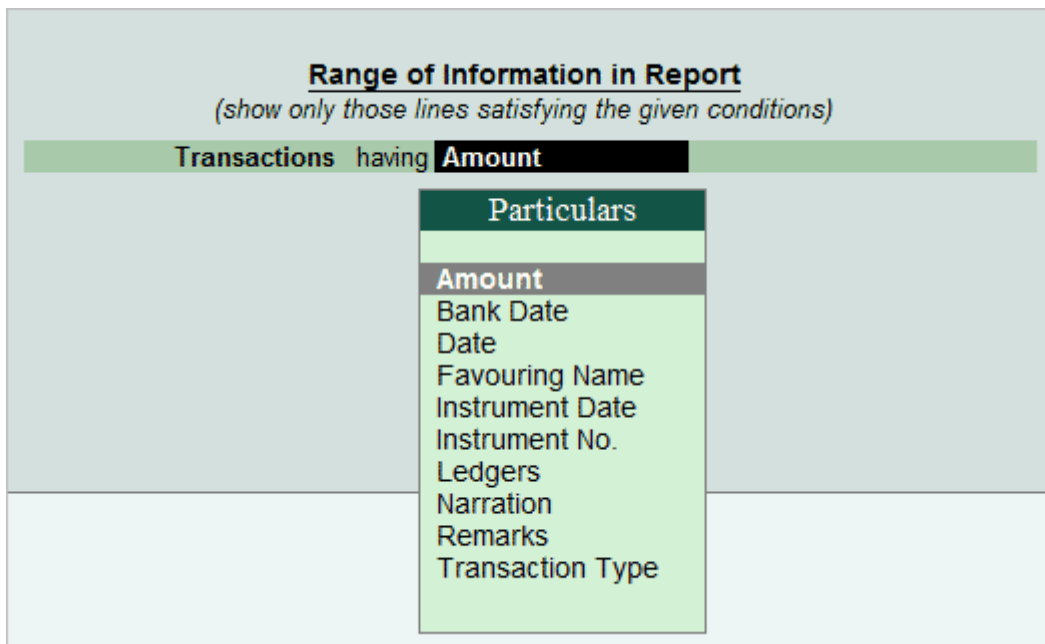 Range of Information in Report
(show only those lines satisfying the given conditions)
Transactions having Amount
Particulars
Amount
Bank Date
Date
Favouring Name
Instrument Date
Instrument No.
Ledgers
Narration
Remarks
Transaction Type